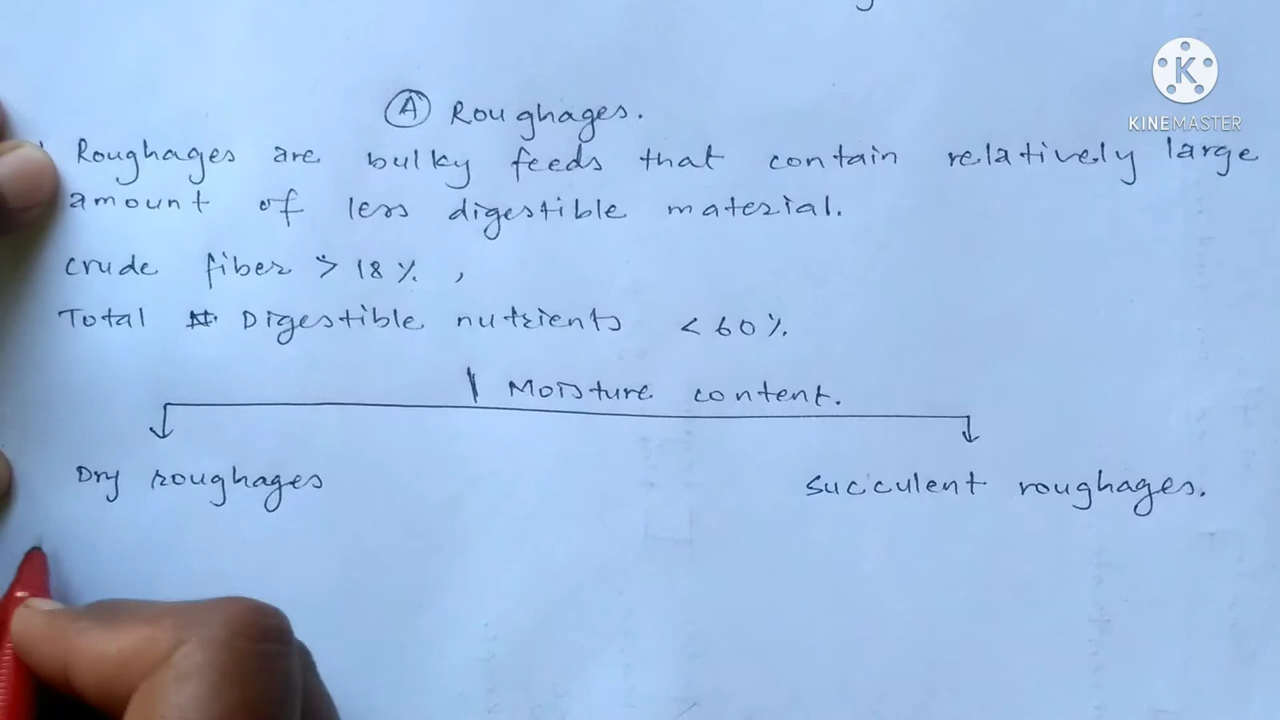 A Roughages.
Roughages are bulky feeds that contain relatively large
amount of less digestible material.
Crude fiber > 18%,
Total Digestible nutrients < 60%
Moisture content.
Dry roughages
succulent roughages.
K
KINEMASTER